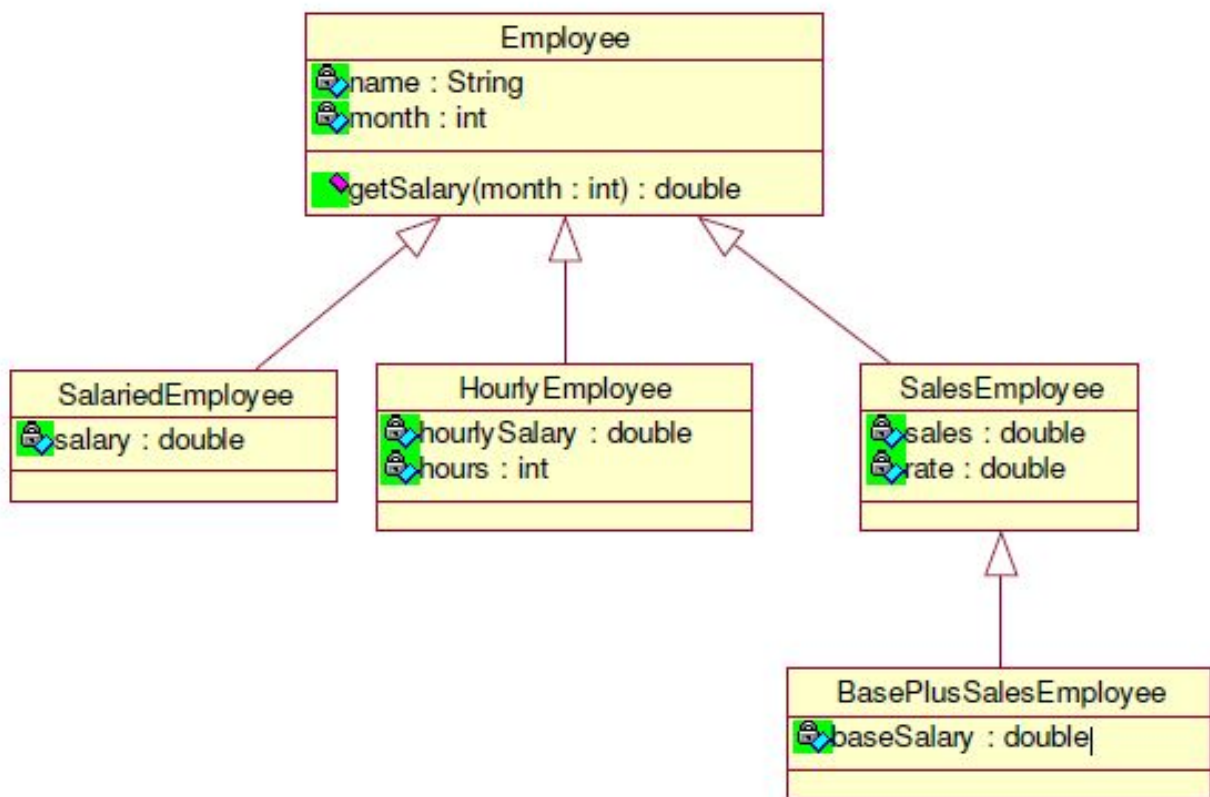 Employee
name : String
month : int
getSalary(month : int) : double
SalariedEmployee
salary : double
HourlyEmployee
hourlySalary : double
hours : int
SalesEmployee
sales : double
rate : double
BasePlusSalesEmployee
baseSalary : double